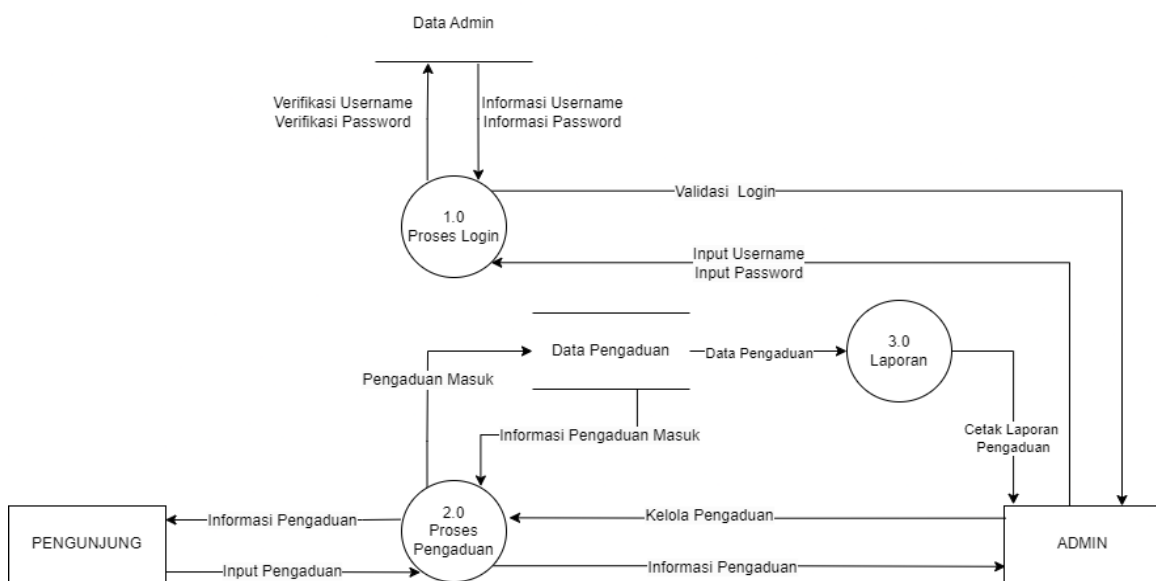 Data Admin
Verifikasi Username
Verifikasi Password
Informasi Username
Informasi Password
Validasi Login
1.0
Proses Login
Input Username
Input Password
3.0
Laporan
Data Pengaduan
Data Pengaduan
Pengaduan Masuk
Informasi Pengaduan Masuk
Cetak Laporan
Pengaduan
2.0
Proses
Pengaduan
Informasi Pengaduan
Kelola Pengaduan
PENGUNJUNG
ADMIN
Input Pengaduan
Informasi Pengaduan